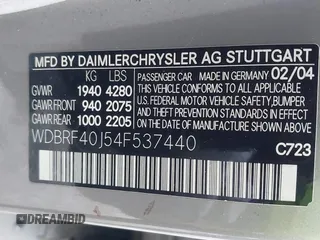 MFD BY DAIMLERCHRYSLER AG STUTTGART
KG LBS
GVWR 1940 4280
GAWR FRONT 940 2075
GAWR REAR 1000 2205
PASSENGER CAR MADE IN GERMANY 02/04
THIS VEHICLE CONFORMS TO ALL
APPLICABLE U.S. FEDERAL MOTOR
VEHICLE SAFETY BUMPER AND THEFT
PREVENTION STANDARDS IN EFFECT ON
THE DATE OF MANUFACTURE SHOWN ABOVE
WDBRF40J54F537440
C723
DREAMBID